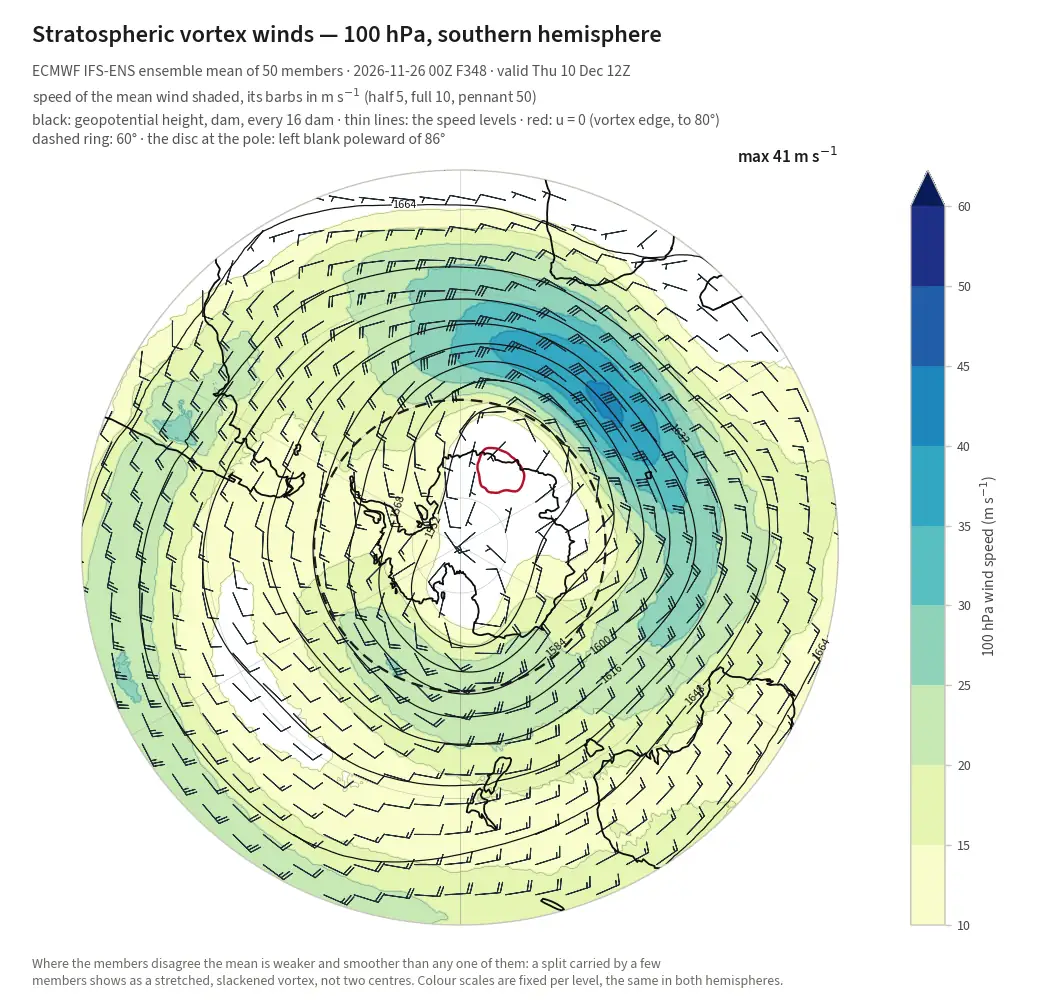 Stratospheric vortex winds — 100 hPa, southern hemisphere
ECMWF IFS-ENS ensemble mean of 50 members · 2026-11-26 00Z F348 · valid Thu 10 Dec 12Z
speed of the mean wind shaded, its barbs in m s⁻¹ (half 5, full 10, pennant 50)
black: geopotential height, dam, every 16 dam · thin lines: the speed levels · red: u = 0 (vortex edge, to 80°)
dashed ring: 60° · the disc at the pole: left blank poleward of 86°
max 41 m s⁻¹
1664
1632
1568
1552
1584
1600
1616
1648
1664
60
50
45
40
35
30
25
20
15
10
100 hPa wind speed (m s⁻¹)
Where the members disagree the mean is weaker and smoother than any one of them: a split carried by a few
members shows as a stretched, slackened vortex, not two centres. Colour scales are fixed per level, the same in both hemispheres.